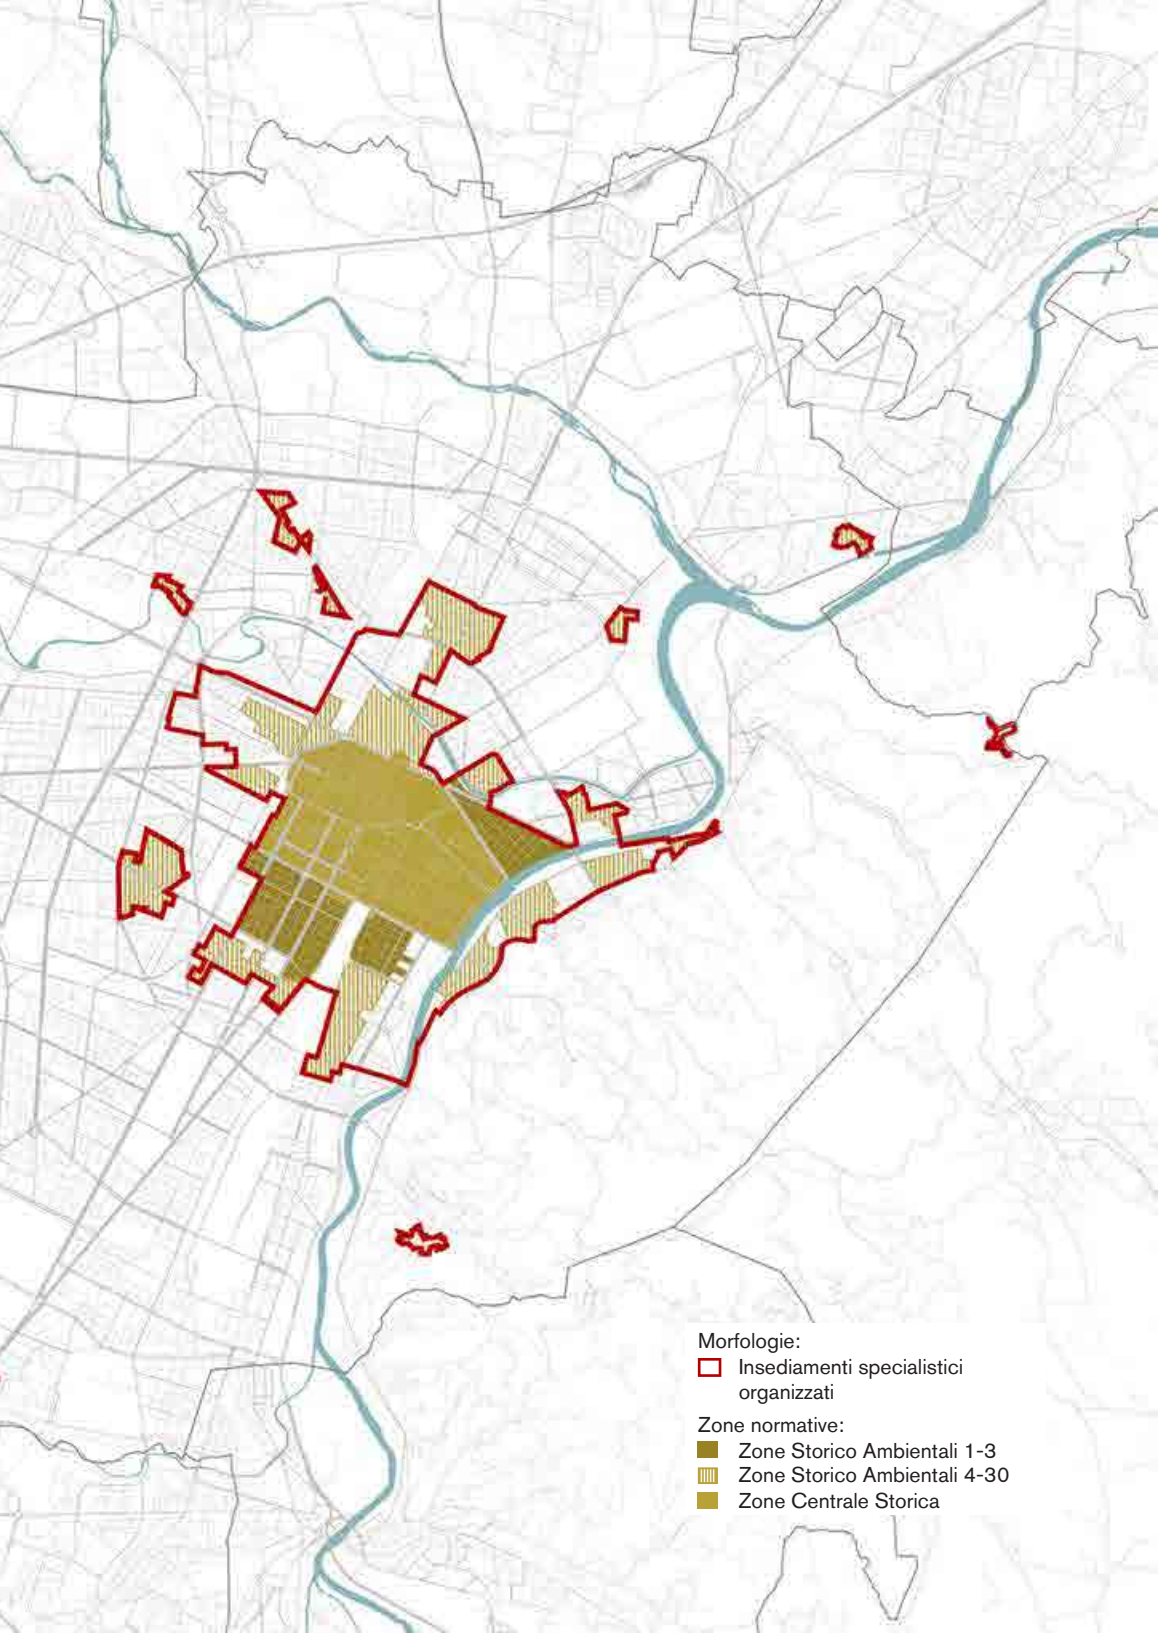 Morfologie:
Insediamenti specialistici
organizzati
Zone normative:
Zone Storico Ambientali 1-3
Zone Storico Ambientali 4-30
Zone Centrale Storica